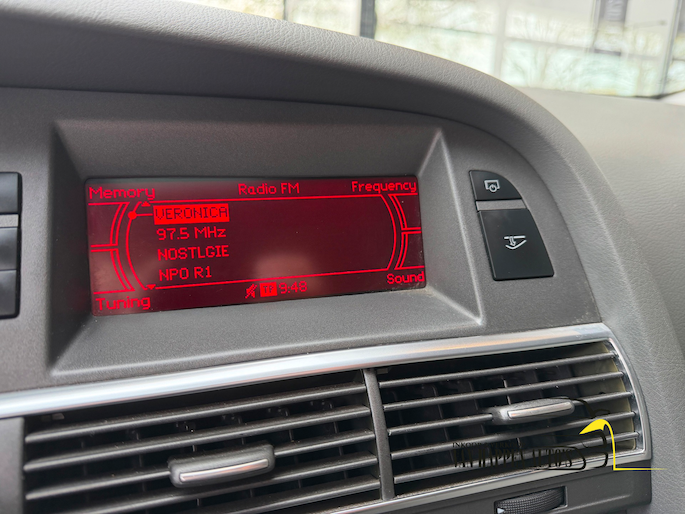 Memory Radio FM Frequency
VERONICA
97.5 MHz
NOSTLGIE
NPO R1
Tuning TP 9:48 Sound